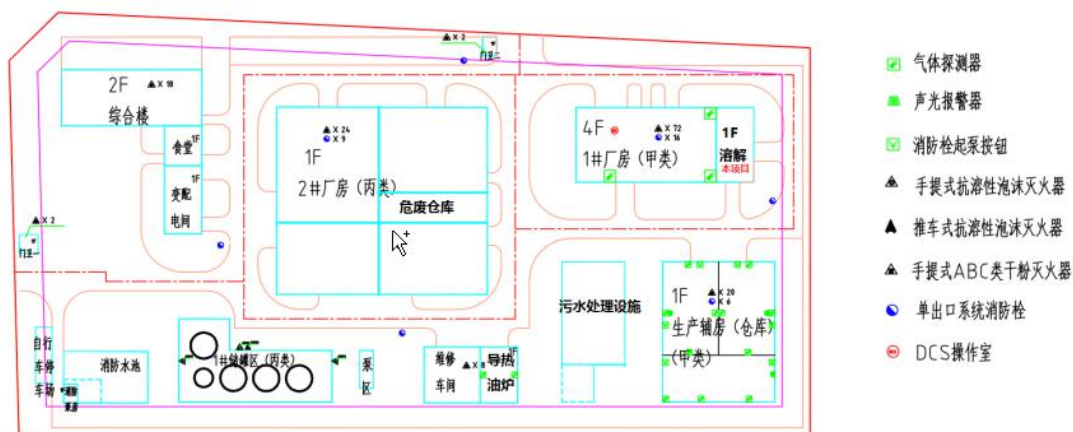 X 2
门卫二
2F
X 18
综合楼
1F
食堂
1F
变配
电间
X 2
门卫一
X 24
X 9
1F
2#厂房（丙类）
危废仓库
4F
X 72
X 16
1#厂房（甲类）
1F
溶解
本项目
污水处理设施
1F
X 20
X 6
生产辅房（仓库）
（甲类）
自行
车停
车场
消防水池
消防
泵房
1#储罐区（丙类）
泵
区
维修
车间
X 8
1F
导热
油炉
气体探测器
声光报警器
消防栓起泵按钮
手提式抗溶性泡沫灭火器
推车式抗溶性泡沫灭火器
手提式ABC类干粉灭火器
单出口系统消防栓
DCS操作室